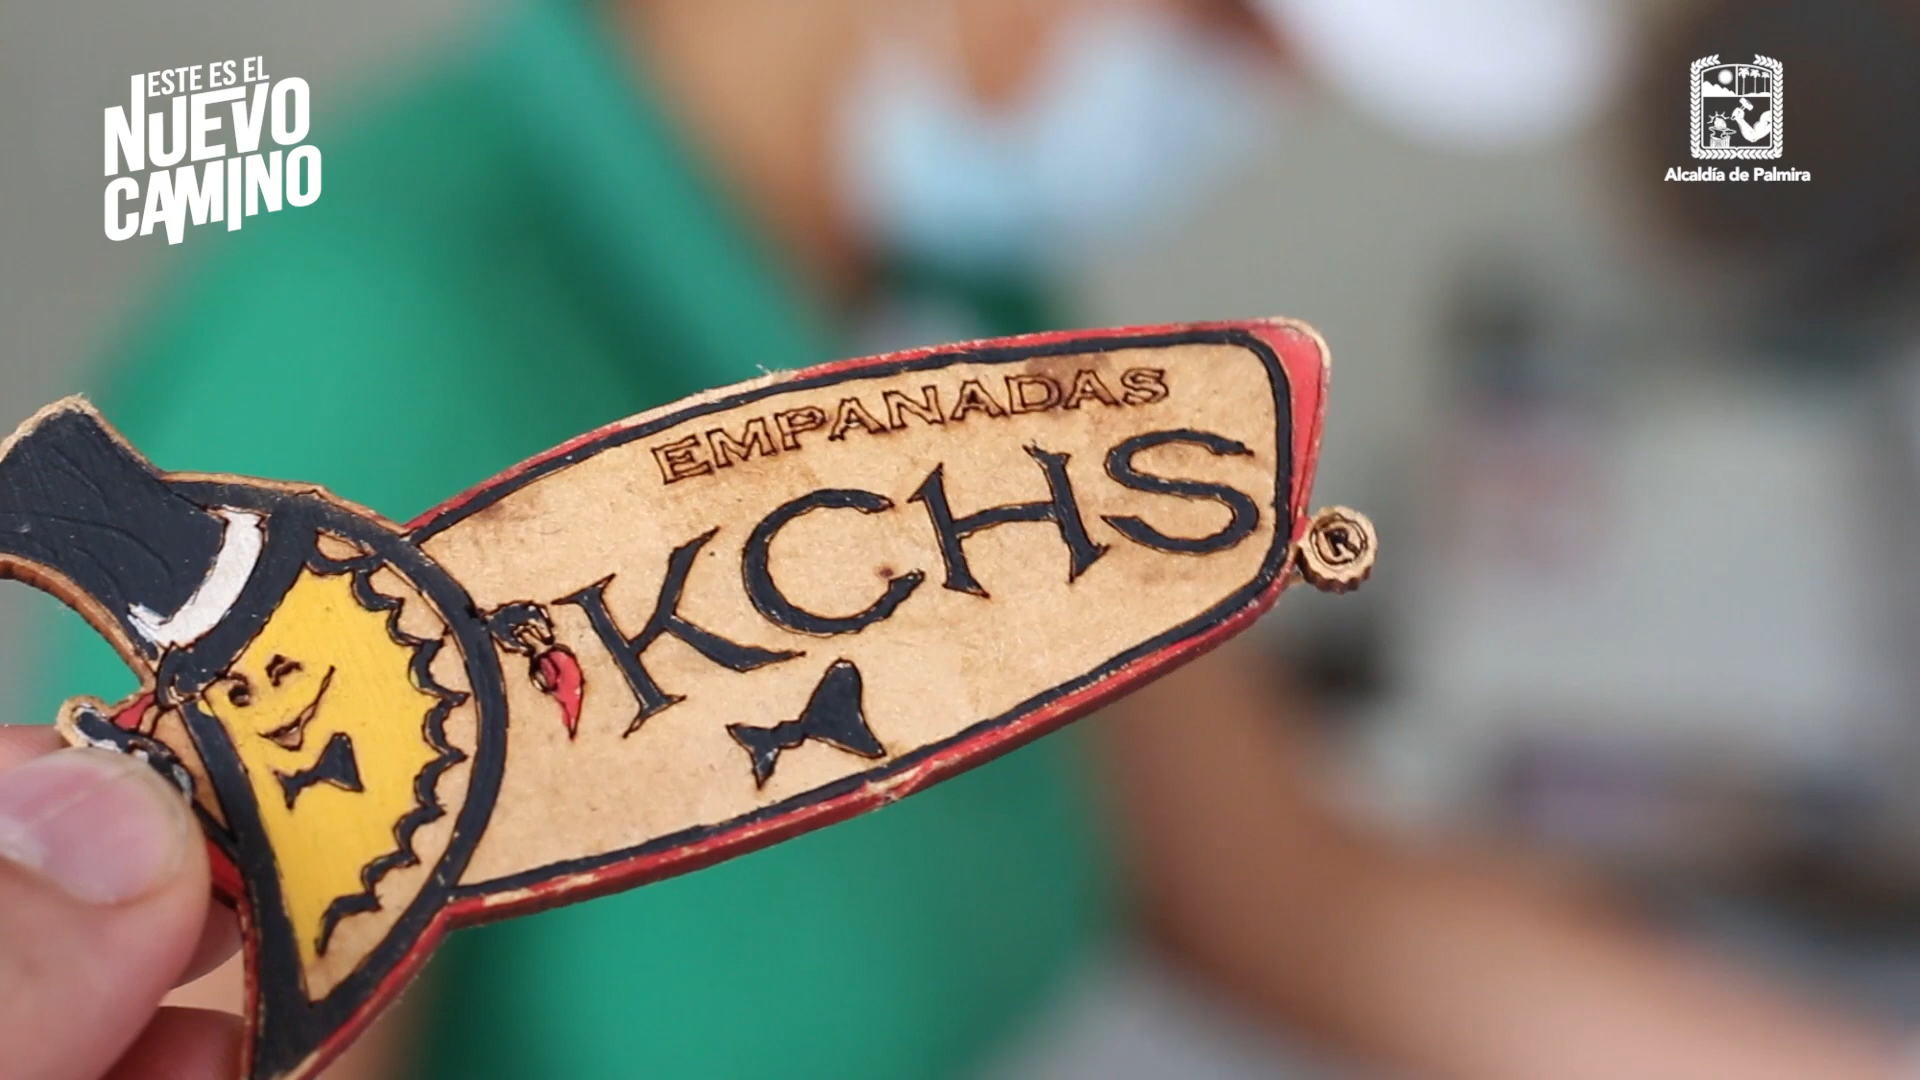 ESTE ES EL
NUEVO
CAMINO
Alcaldía de Palmira
EMPANADAS
KCHS
®